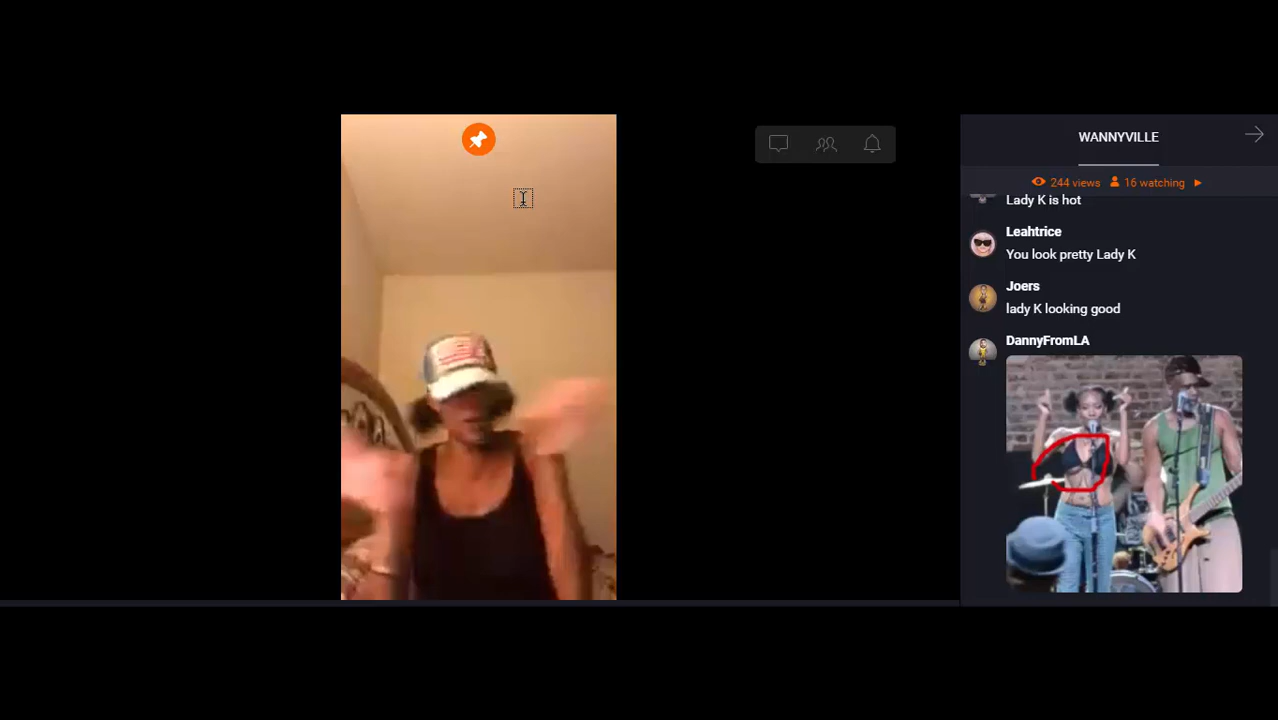 WANNYVILLE
244 views 16 watching
Lady K is hot
Leahtrice
You look pretty Lady K
Joers
lady K looking good
DannyFromLA